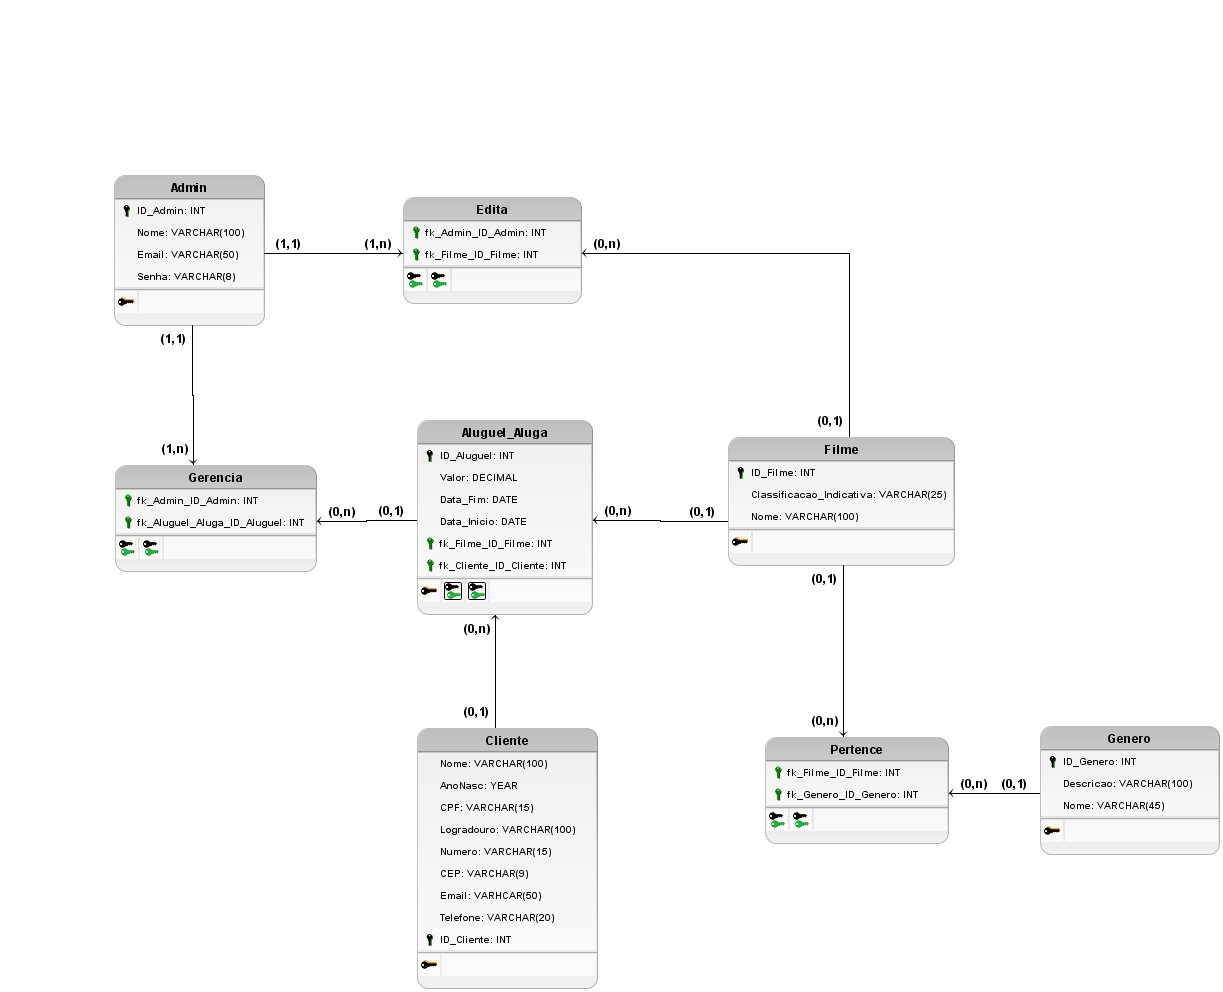 Admin
ID_Admin: INT
Nome: VARCHAR(100)
Email: VARCHAR(50)
Senha: VARCHAR(8)
(1,1)
(1,n)
Edita
fk_Admin_ID_Admin: INT
fk_Filme_ID_Filme: INT
(0,n)
(1,1)
(1,n)
(0,1)
Gerencia
fk_Admin_ID_Admin: INT
fk_Aluguel_Aluga_ID_Aluguel: INT
(0,n)
(0,1)
Aluguel_Aluga
ID_Aluguel: INT
Valor: DECIMAL
Data_Fim: DATE
Data_Inicio: DATE
fk_Filme_ID_Filme: INT
fk_Cliente_ID_Cliente: INT
(0,n)
(0,1)
Filme
ID_Filme: INT
Classificacao_Indicativa: VARCHAR(25)
Nome: VARCHAR(100)
(0,n)
(0,1)
(0,1)
(0,n)
Cliente
Nome: VARCHAR(100)
AnoNasc: YEAR
CPF: VARCHAR(15)
Logradouro: VARCHAR(100)
Numero: VARCHAR(15)
CEP: VARCHAR(9)
Email: VARHCAR(50)
Telefone: VARCHAR(20)
ID_Cliente: INT
Pertence
fk_Filme_ID_Filme: INT
fk_Genero_ID_Genero: INT
(0,n)
(0,1)
Genero
ID_Genero: INT
Descricao: VARCHAR(100)
Nome: VARCHAR(45)